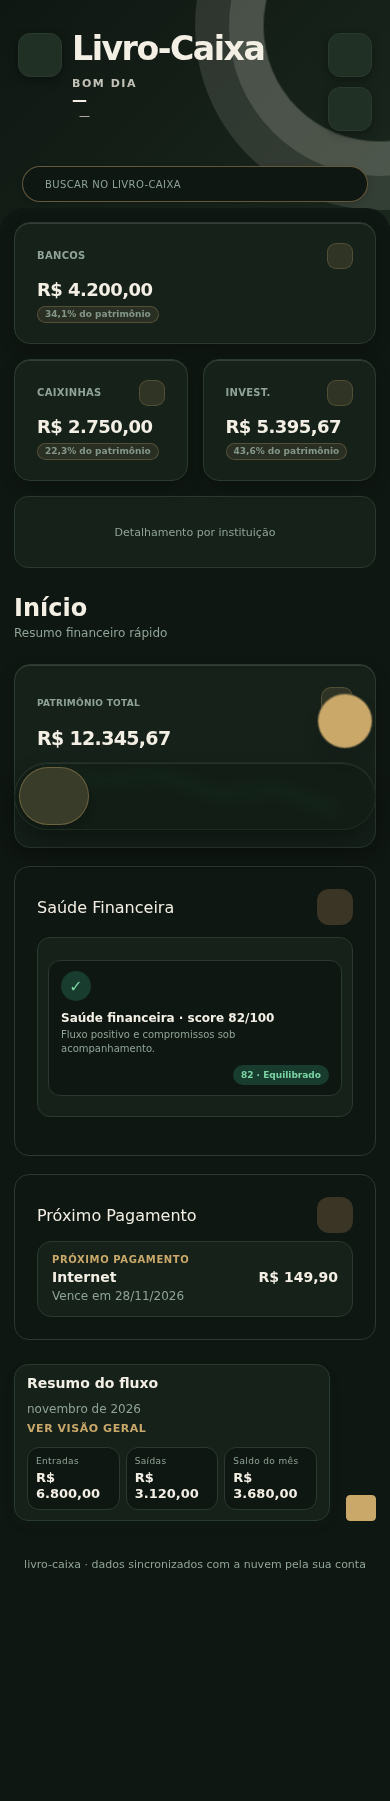 Livro-Caixa
BOM DIA
—
—
BUSCAR NO LIVRO-CAIXA
BANCOS
R$ 4.200,00
34,1% do patrimônio
CAIXINHAS
R$ 2.750,00
22,3% do patrimônio
INVEST.
R$ 5.395,67
43,6% do patrimônio
Detalhamento por instituição
Início
Resumo financeiro rápido
PATRIMÔNIO TOTAL
R$ 12.345,67
Saúde Financeira
✓
Saúde financeira · score 82/100
Fluxo positivo e compromissos sob
acompanhamento.
82 · Equilibrado
Próximo Pagamento
PRÓXIMO PAGAMENTO
Internet R$ 149,90
Vence em 28/11/2026
Resumo do fluxo
novembro de 2026
VER VISÃO GERAL
Entradas
R$
6.800,00
Saídas
R$
3.120,00
Saldo do mês
R$
3.680,00
livro-caixa · dados sincronizados com a nuvem pela sua conta